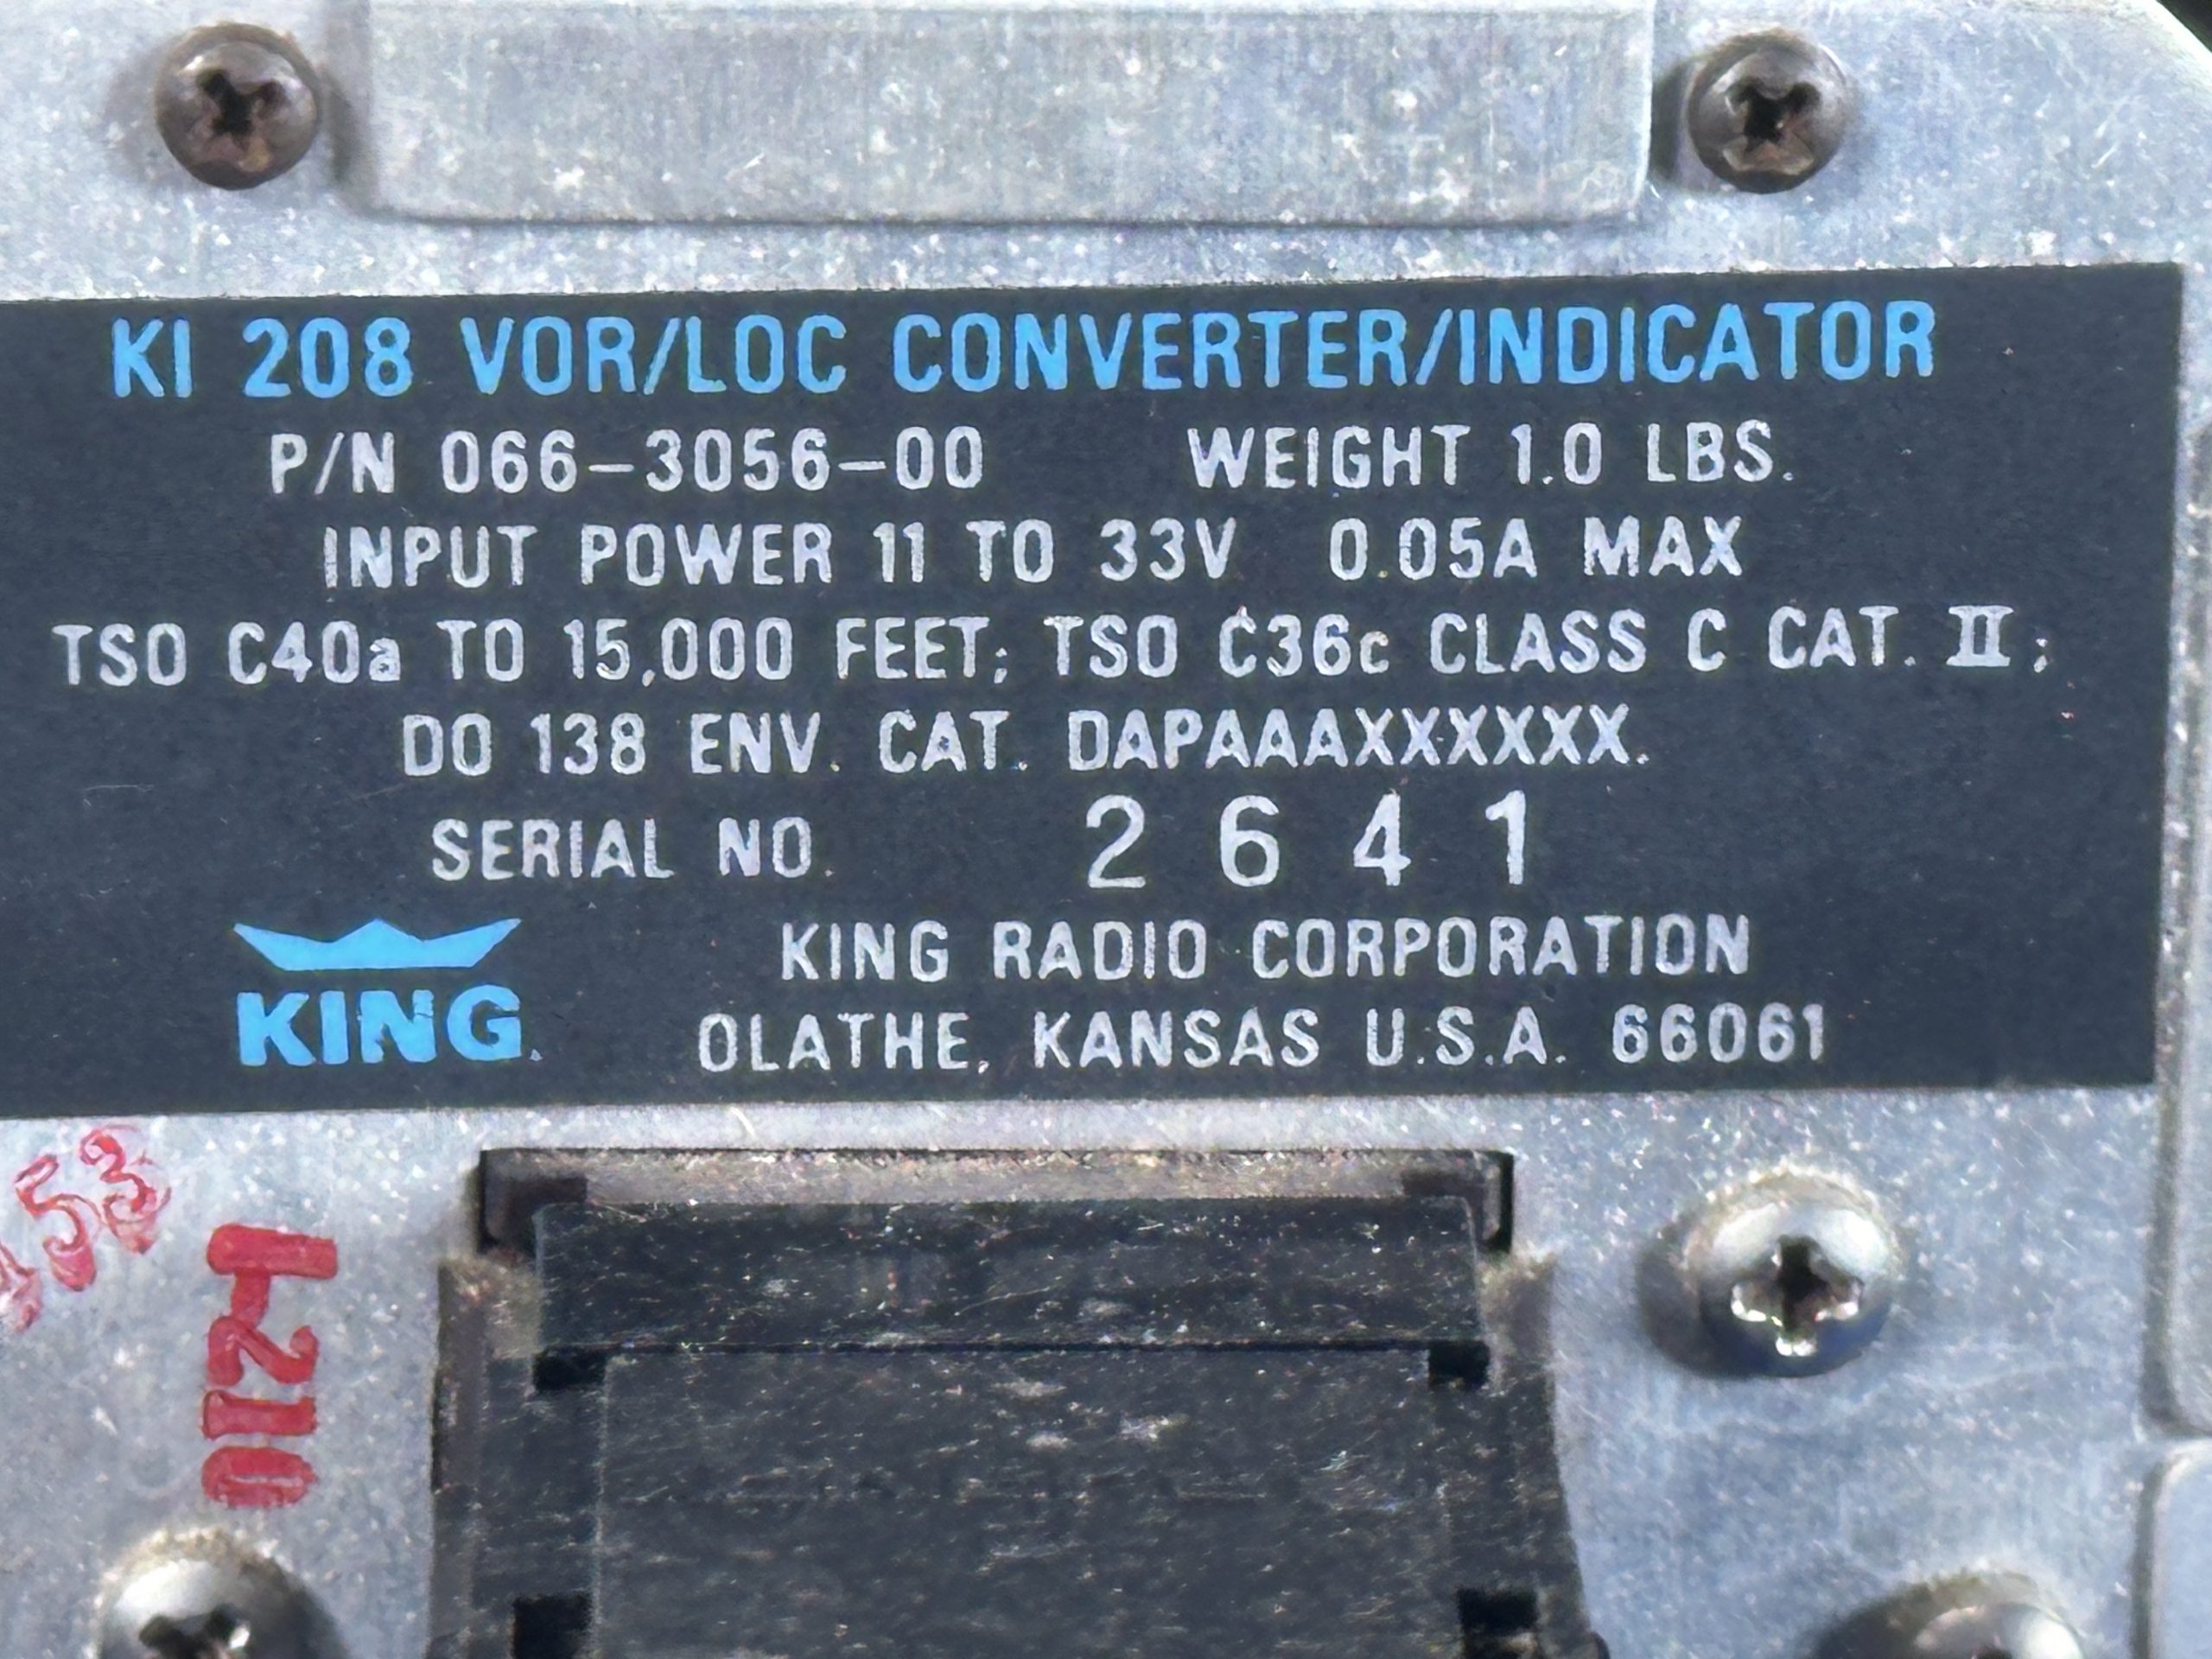 KI 208 VOR/LOC CONVERTER/INDICATOR
P/N 066-3056-00 WEIGHT 1.0 LBS.
INPUT POWER 11 TO 33V 0.05A MAX
TSO C40a TO 15,000 FEET; TSO C36c CLASS C CAT. II;
DO 138 ENV. CAT. DAPAAAXXXXXX.
SERIAL NO. 2641
KING RADIO CORPORATION
KING.
OLATHE, KANSAS U.S.A. 66061